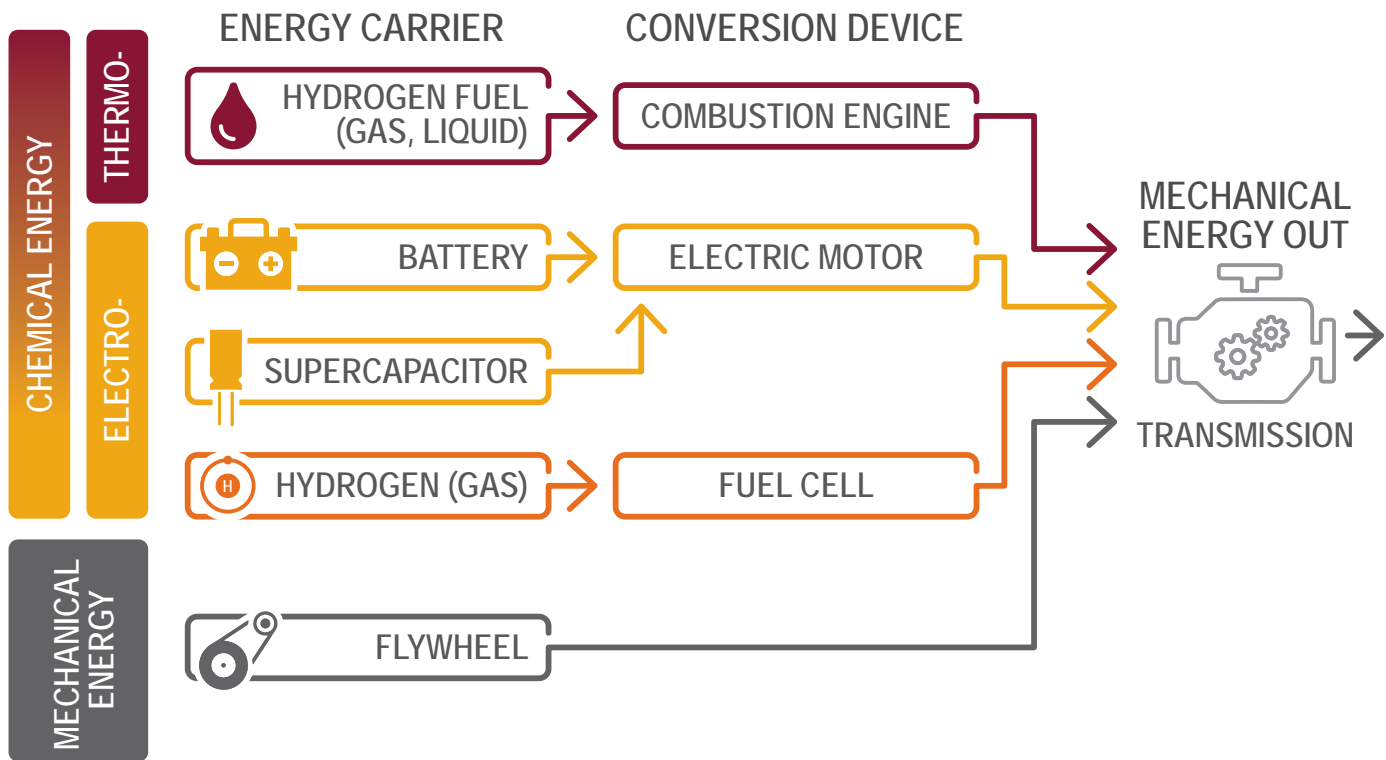 ENERGY CARRIER
CONVERSION DEVICE
CHEMICAL ENERGY
THERMO-
HYDROGEN FUEL
(GAS, LIQUID)
COMBUSTION ENGINE
ELECTRO-
BATTERY
ELECTRIC MOTOR
SUPERCAPACITOR
H
HYDROGEN (GAS)
FUEL CELL
MECHANICAL
ENERGY
FLYWHEEL
MECHANICAL
ENERGY OUT
TRANSMISSION